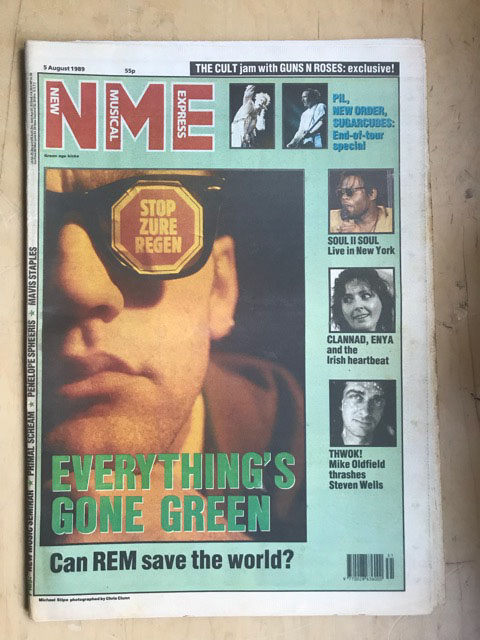 5 August 1989
55p
THE CULT jam with GUNS N ROSES: exclusive!
NEW
MUSICAL
EXPRESS
NME
PIL,
NEW ORDER,
SUGARCUBES:
End-of-tour
special
STOP
ZURE
REGEN
SOUL II SOUL
Live in New York
CLANNAD, ENYA
and the
Irish heartbeat
THWOK!
Mike Oldfield
thrashes
Steven Wells
NEW MUSIC SEMINAR ★ PRIMAL SCREAM ★ PENELOPE SPHEERIS ★ MAVIS STAPLES
EVERYTHING'S
GONE GREEN
Can REM save the world?
Michael Stipe photographed by Chris Clunn